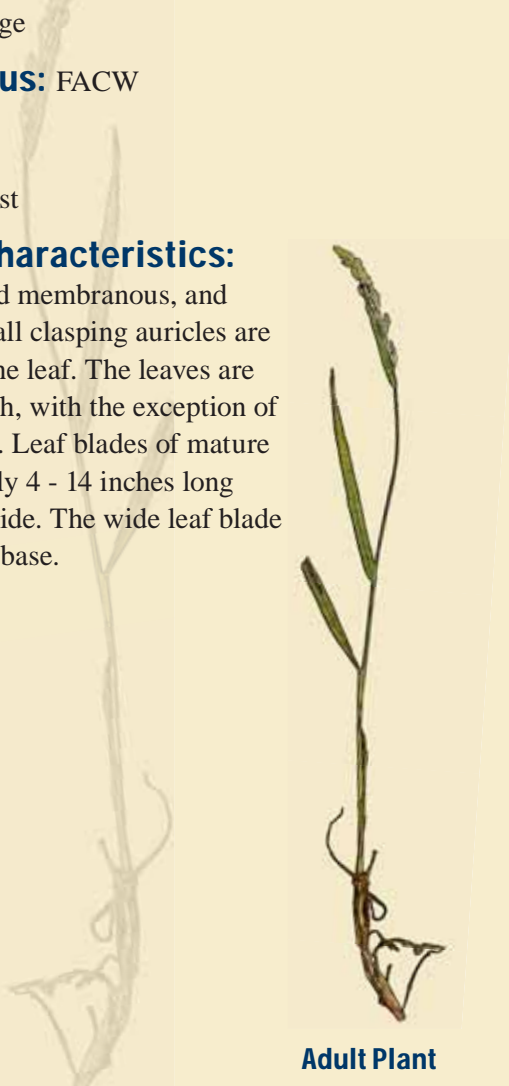 ge
us: FACW
st
haracteristics:
d membranous, and
all clasping auricles are
he leaf. The leaves are
h, with the exception of
. Leaf blades of mature
ly 4 - 14 inches long
ide. The wide leaf blade
base.
Adult Plant